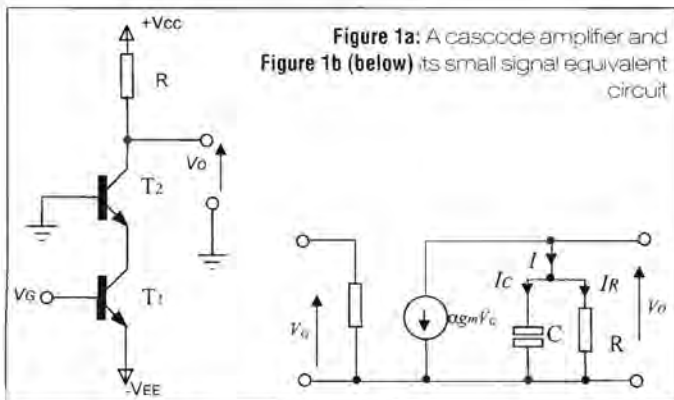 Figure 1a: A cascode amplifier and
Figure 1b (below) its small signal equivalent
circuit
+Vcc
R
Vo
T2
VG
T1
-VEE
VG
αgmVG
I
IC
IR
C
R
Vo